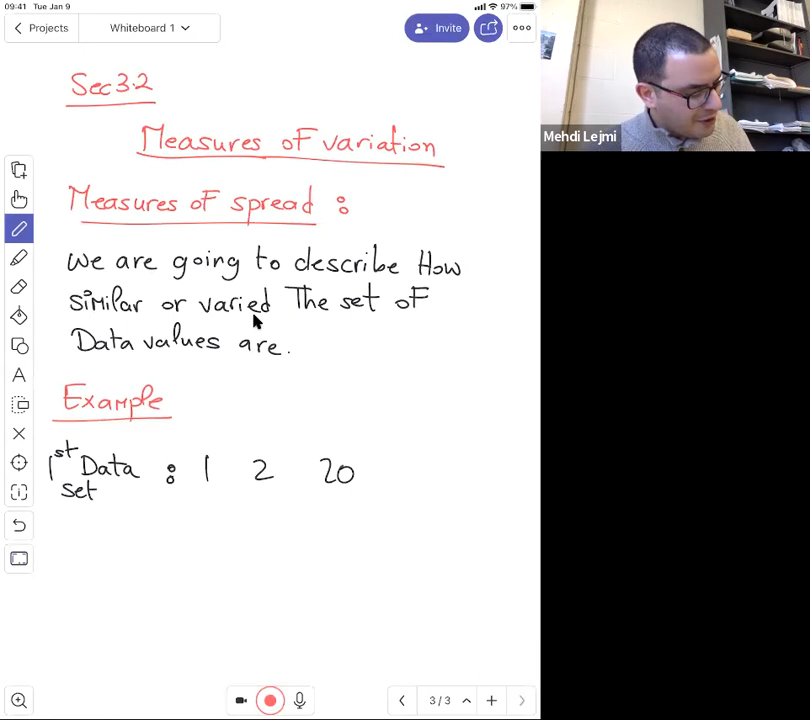 09:41 Tue Jan 9
97%
Projects
Whiteboard 1
Invite
Sec 3.2
Measures of variation
Measures of spread :
we are going to describe How
similar or varied The set of
Data values are.
Example
1st Data set : 1 2 20
A
3/3
Mehdi Lejmi